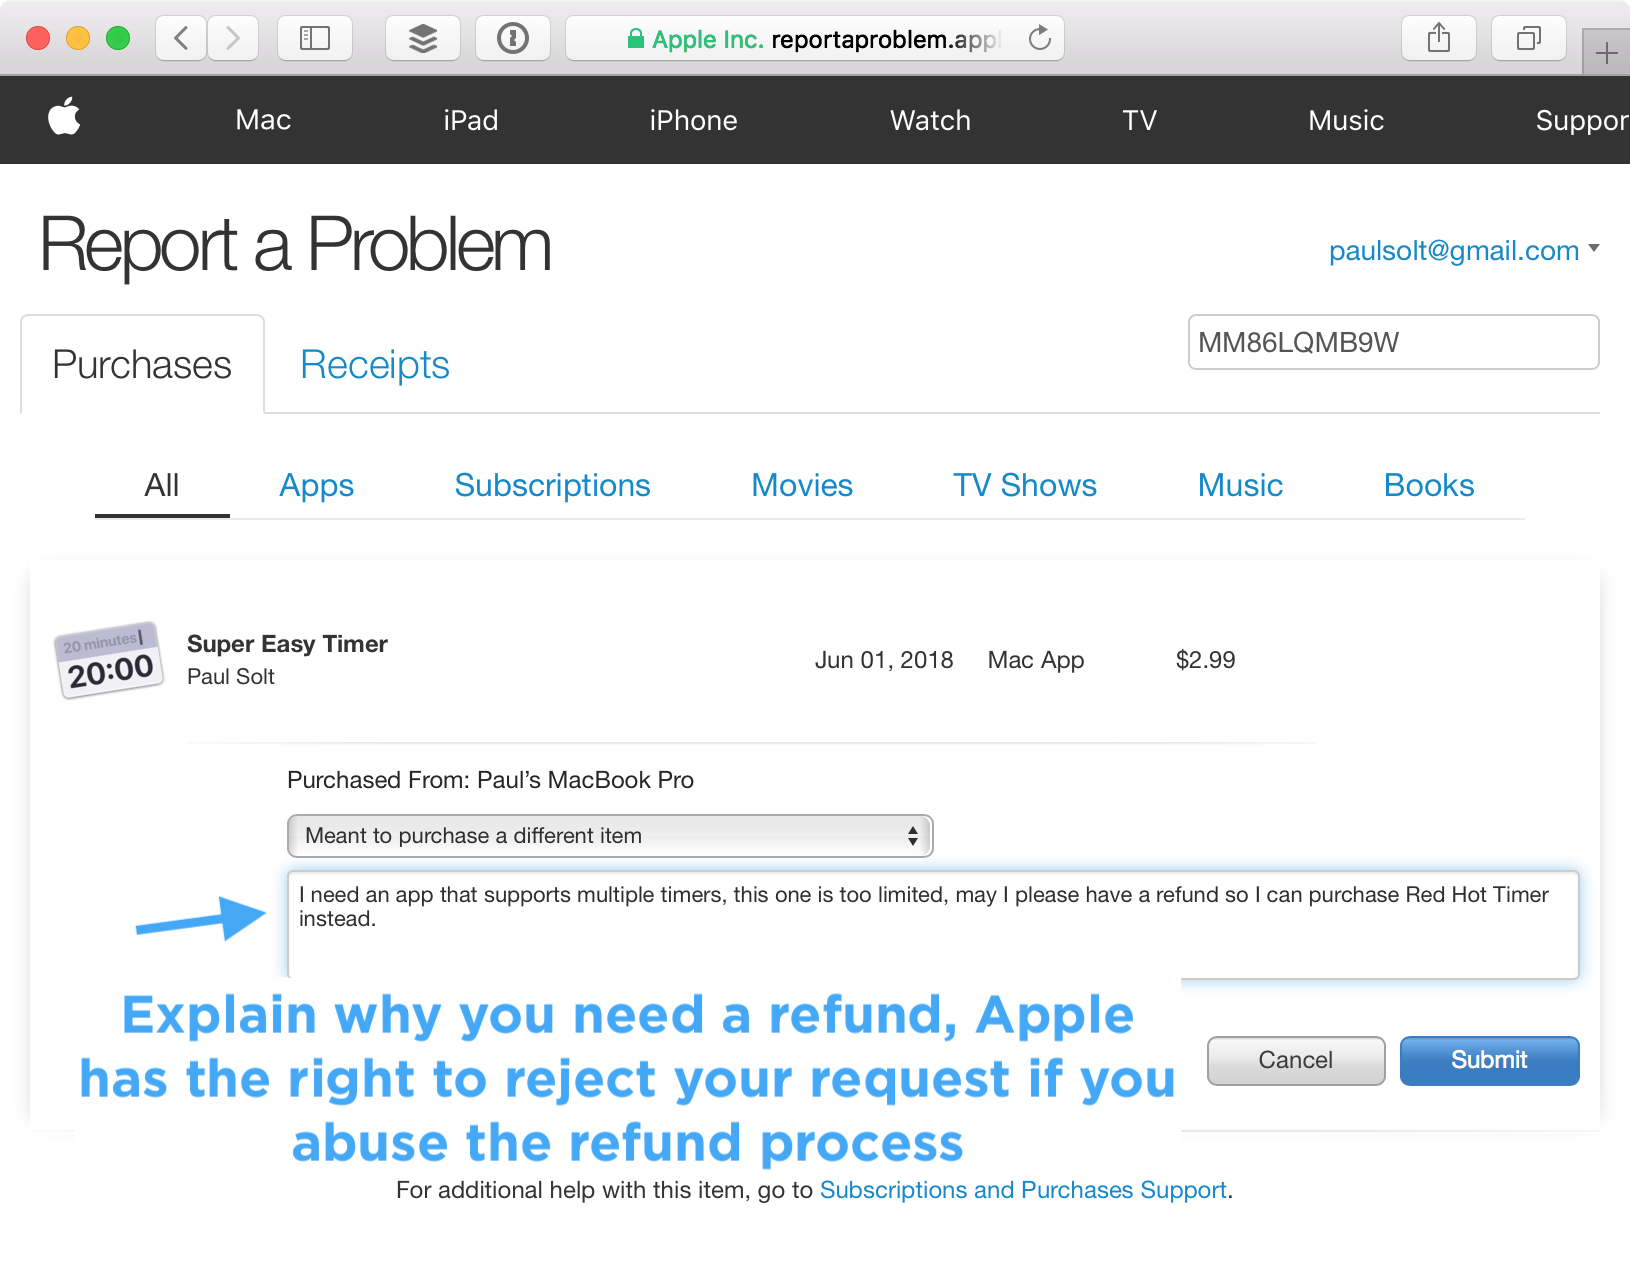 Apple Inc. reportaproblem.appl
Mac iPad iPhone Watch TV Music Suppor
Report a Problem
paulsolt@gmail.com
MM86LQMB9W
Purchases Receipts
All Apps Subscriptions Movies TV Shows Music Books
20 minutes
20:00
Super Easy Timer
Paul Solt
Jun 01, 2018 Mac App $2.99
Purchased From: Paul’s MacBook Pro
Meant to purchase a different item
I need an app that supports multiple timers, this one is too limited, may I please have a refund so I can purchase Red Hot Timer
instead.
Explain why you need a refund, Apple
has the right to reject your request if you
abuse the refund process
Cancel Submit
For additional help with this item, go to Subscriptions and Purchases Support.